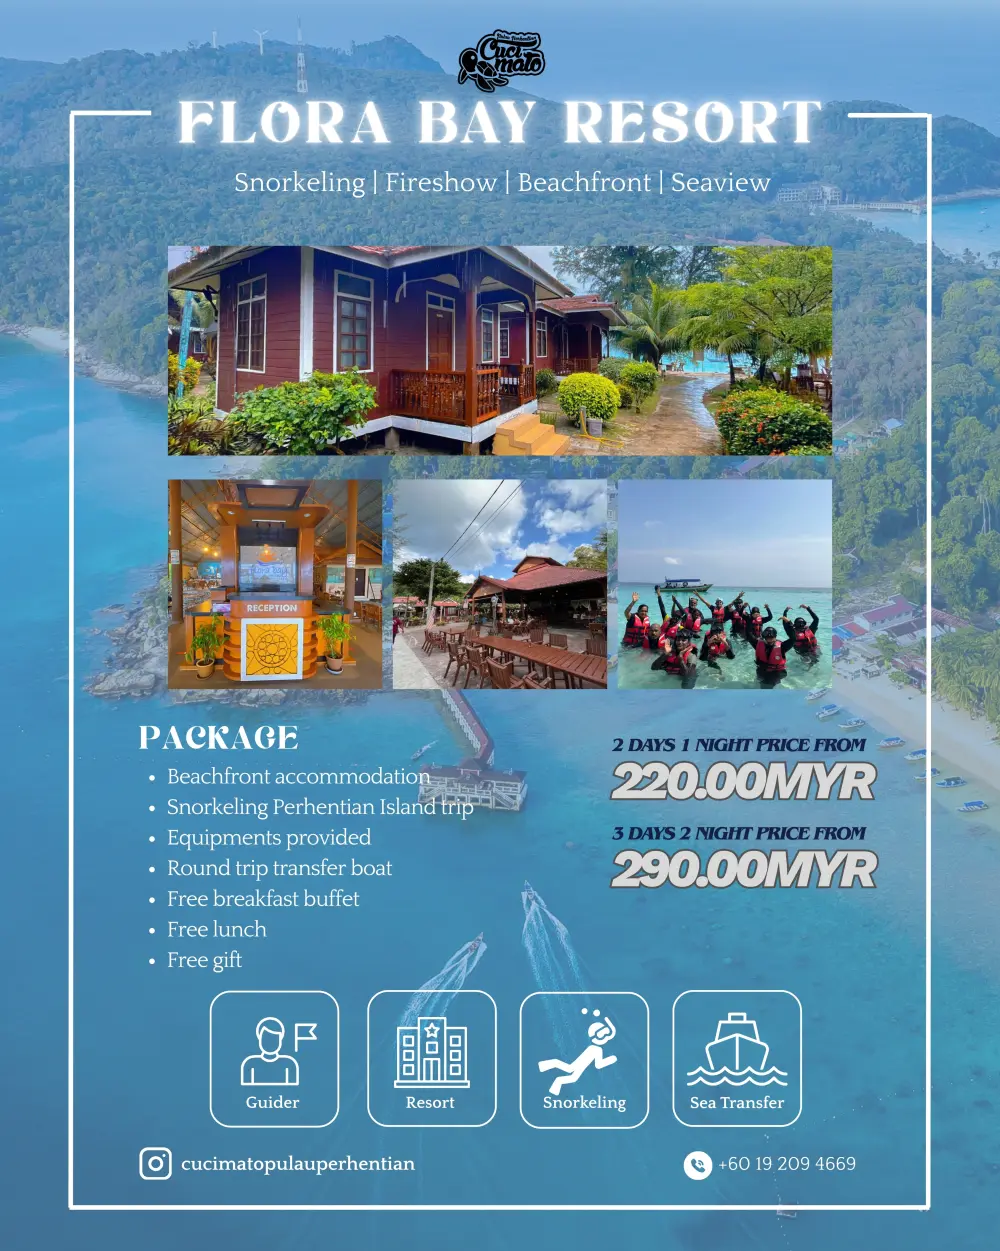 Cuci
mato
FLORA BAY RESORT
Snorkeling | Fireshow | Beachfront | Seaview
RECEPTION
PACKAGE
• Beachfront accommodation
• Snorkeling Perhentian Island trip
• Equipments provided
• Round trip transfer boat
• Free breakfast buffet
• Free lunch
• Free gift
2 DAYS 1 NIGHT PRICE FROM
220.00MYR
3 DAYS 2 NIGHT PRICE FROM
290.00MYR
Guider
Resort
Snorkeling
Sea Transfer
cucimatopulauperhentian
+60 19 209 4669